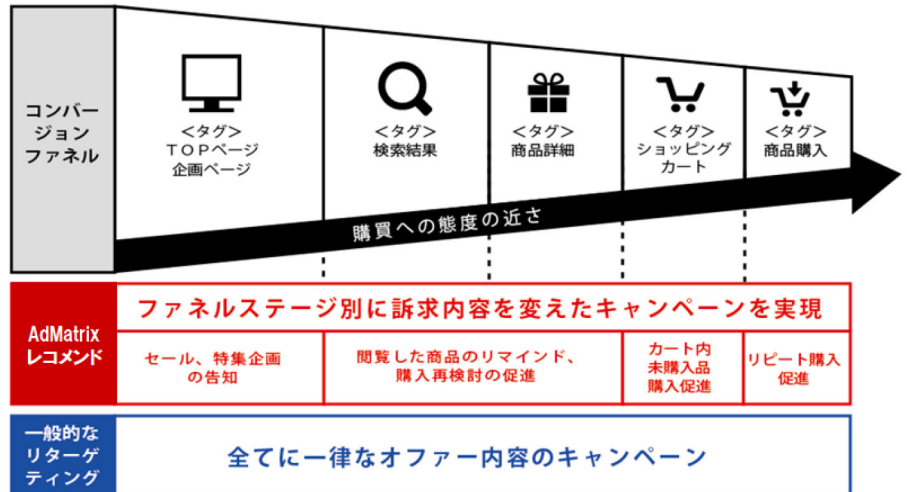 コンバー
ジョン
ファネル
＜タグ＞
ＴＯＰページ
企画ページ
＜タグ＞
検索結果
＜タグ＞
商品詳細
＜タグ＞
ショッピング
カート
＜タグ＞
商品購入
購買への態度の近さ
AdMatrix
レコメンド
ファネルステージ別に訴求内容を変えたキャンペーンを実現
セール、特集企画
の告知
閲覧した商品のリマインド、
購入再検討の促進
カート内
未購入品
購入促進
リピート購入
促進
一般的な
リターゲ
ティング
全てに一律なオファー内容のキャンペーン